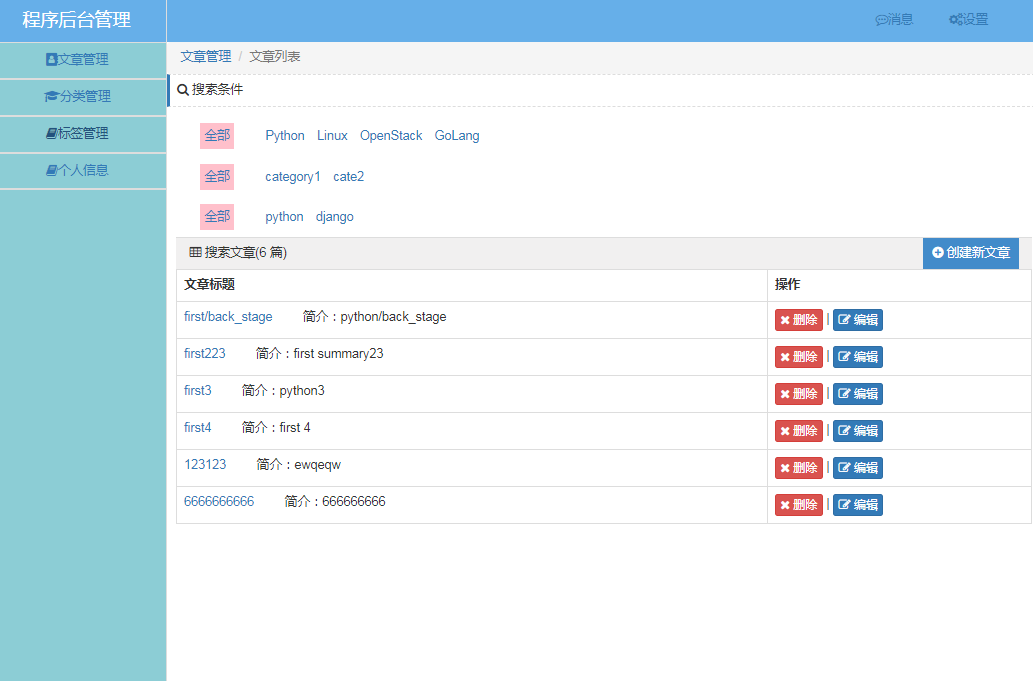 程序后台管理
消息 设置
文章管理
分类管理
标签管理
个人信息
文章管理 / 文章列表
搜索条件
全部 Python Linux OpenStack GoLang
全部 category1 cate2
全部 python django
搜索文章(6 篇) 创建新文章
文章标题 操作
first/back_stage 简介：python/back_stage 删除 | 编辑
first223 简介：first summary23 删除 | 编辑
first3 简介：python3 删除 | 编辑
first4 简介：first 4 删除 | 编辑
123123 简介：ewqeqw 删除 | 编辑
6666666666 简介：666666666 删除 | 编辑